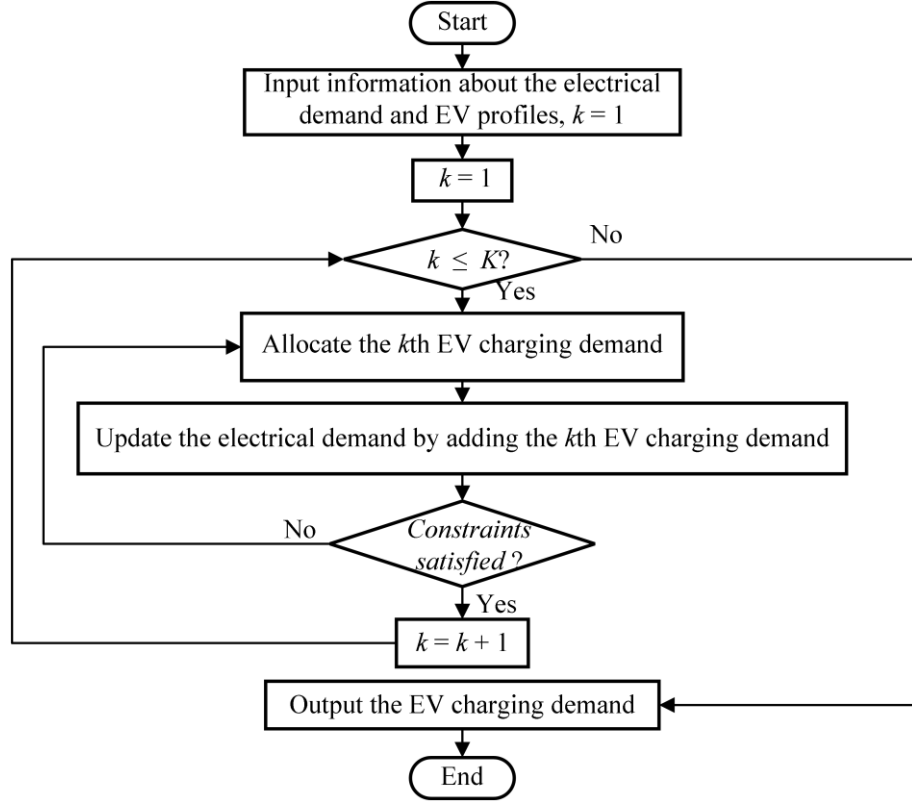 Start
Input information about the electrical
demand and EV profiles, k = 1
k = 1
k ≤ K?
No
Yes
Allocate the kth EV charging demand
Update the electrical demand by adding the kth EV charging demand
No
Constraints
satisfied ?
Yes
k = k + 1
Output the EV charging demand
End